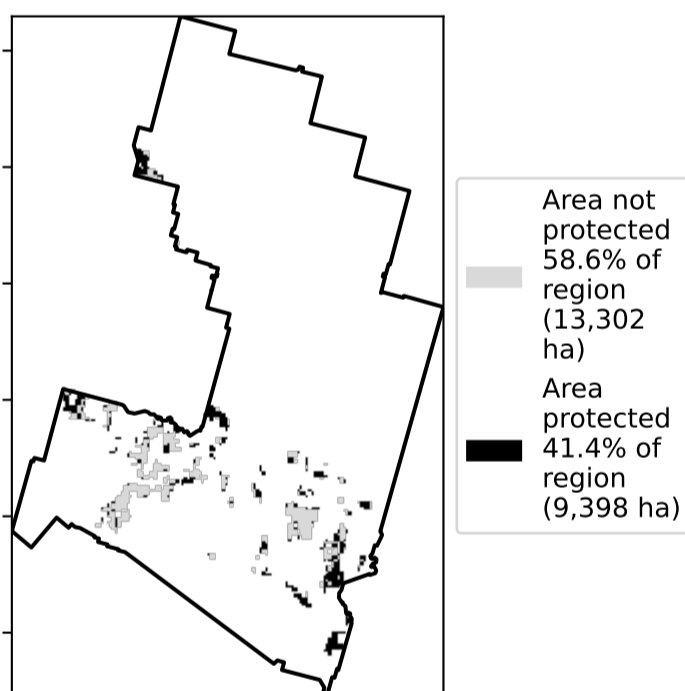 Area not
protected
58.6% of
region
(13,302
ha)
Area
protected
41.4% of
region
(9,398 ha)